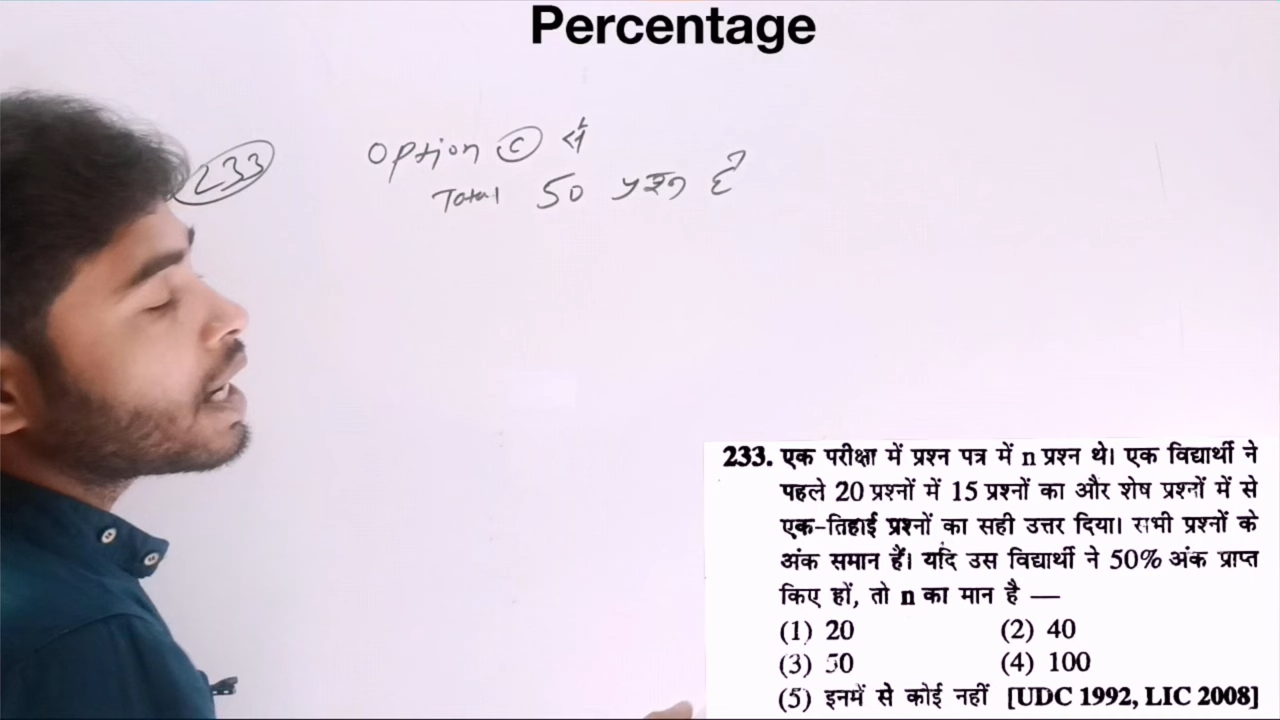 Percentage
233
Option C से
Total 50 प्रश्न है
233. एक परीक्षा में प्रश्न पत्र में n प्रश्न थे। एक विद्यार्थी ने
पहले 20 प्रश्नों में 15 प्रश्नों का और शेष प्रश्नों में से
एक-तिहाई प्रश्नों का सही उत्तर दिया। सभी प्रश्नों के
अंक समान हैं। यदि उस विद्यार्थी ने 50% अंक प्राप्त
किए हों, तो n का मान है —
(1) 20 (2) 40
(3) 50 (4) 100
(5) इनमें से कोई नहीं [UDC 1992, LIC 2008]